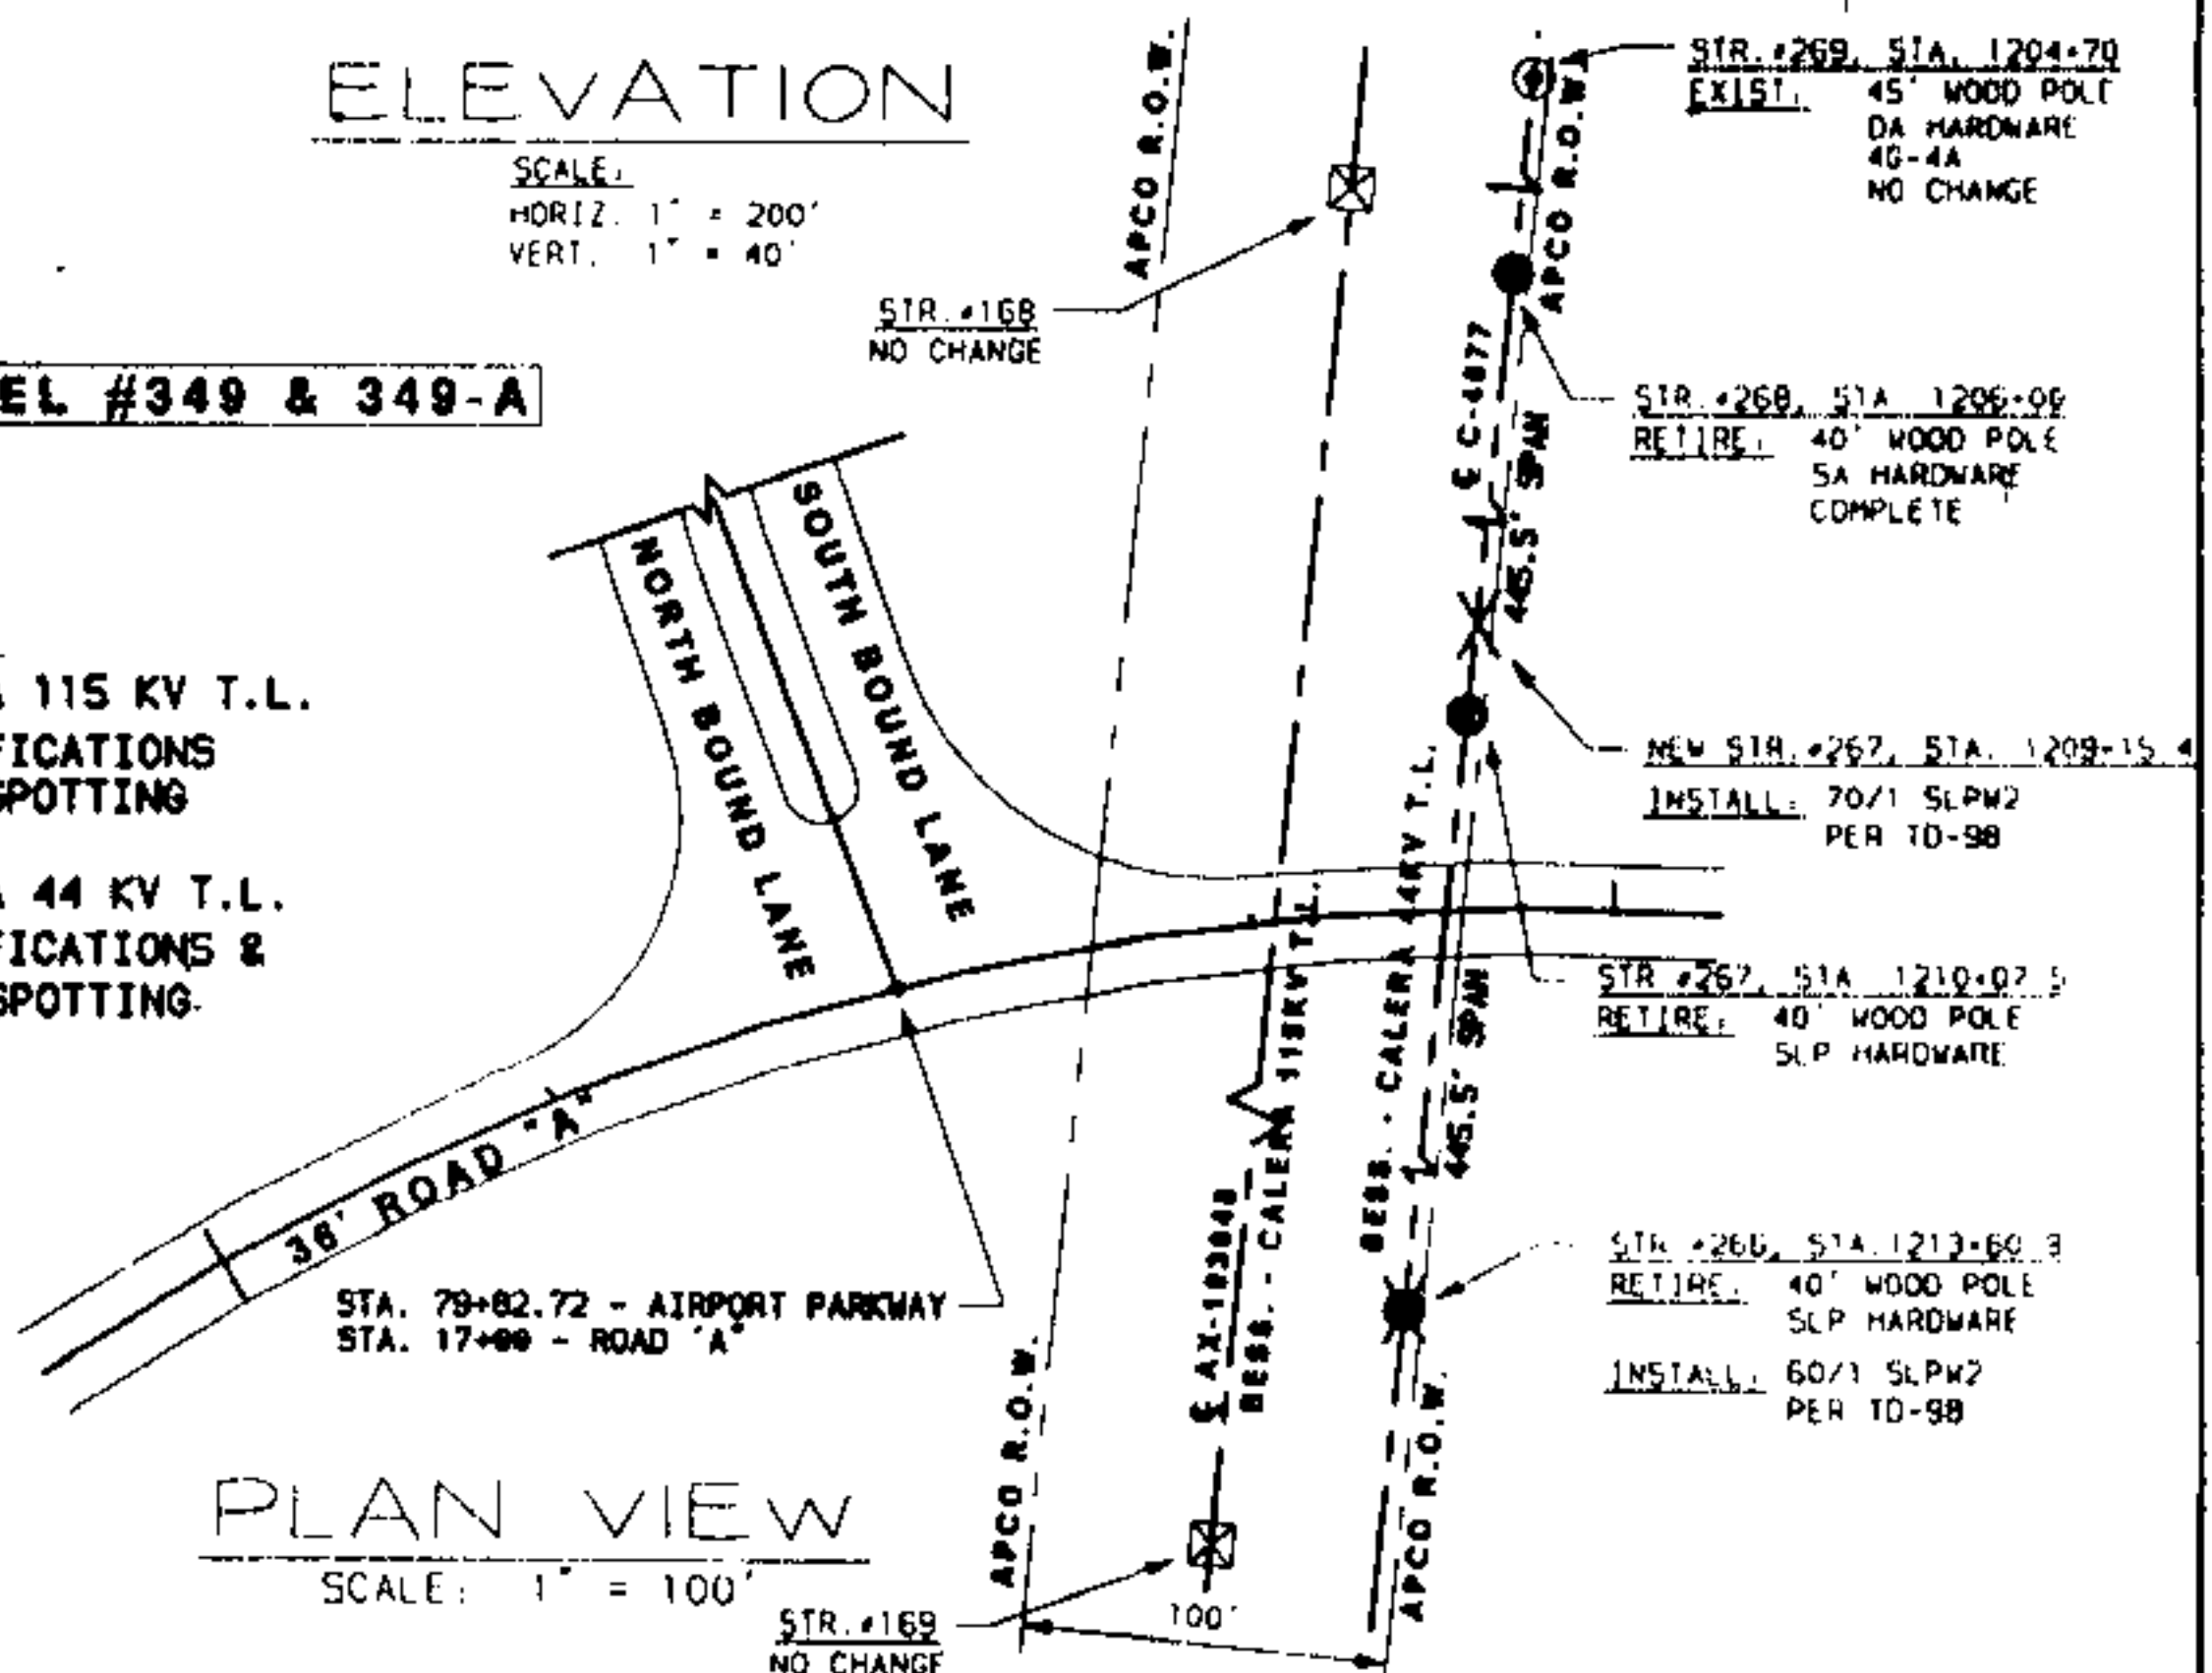 ELEVATION
SCALE:
HORIZ. 1" = 200'
VERT. 1" = 40'
EL #349 & 349-A
115 KV T.L.
FICATIONS
SPOTTING
44 KV T.L.
FICATIONS &
SPOTTING
APCO R.O.W.
STR. #168
NO CHANGE
APCO R.O.W.
STR. #269, STA. 1204+70
EXIST. 45' WOOD POLE
DA HARDWARE
4G-4A
NO CHANGE
STR. #268, STA
RETIRE: 40' WOOD POLE
SA HARDWARE
COMPLETE
445.5' SPAN
NORTH BOUND LANE
SOUTH BOUND LANE
NEW STR. #267, STA. 1209+15.4
INSTALL: 70/1 SLPW2
PER TD-98
STR #267, STA 1210+02.5
RETIRE: 40' WOOD POLE
SLP HARDWARE
BESS. - CALERA 44KV T.L.
445.5' SPAN
BESS. - CALERA 115KV T.L.
36' ROAD "A"
STA. 79+82.72 - AIRPORT PARKWAY
STA. - ROAD "A"
STR #266, STA. 1213+60.9
RETIRE: 40' WOOD POLE
SLP HARDWARE
INSTALL: 60/1 SLPW2
PER TD-98
APCO R.O.W.
APCO R.O.W.
PLAN VIEW
SCALE: 1" = 100'
STR. #169
NO CHANGE
100'